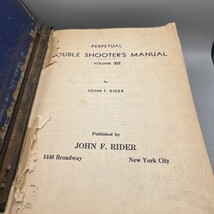 PERPETUAL
OUBLE SHOOTER'S MANUAL
VOLUME
by
JOHN F. RIDER
Published by
JOHN F. RIDER
1440 Broadway New York City